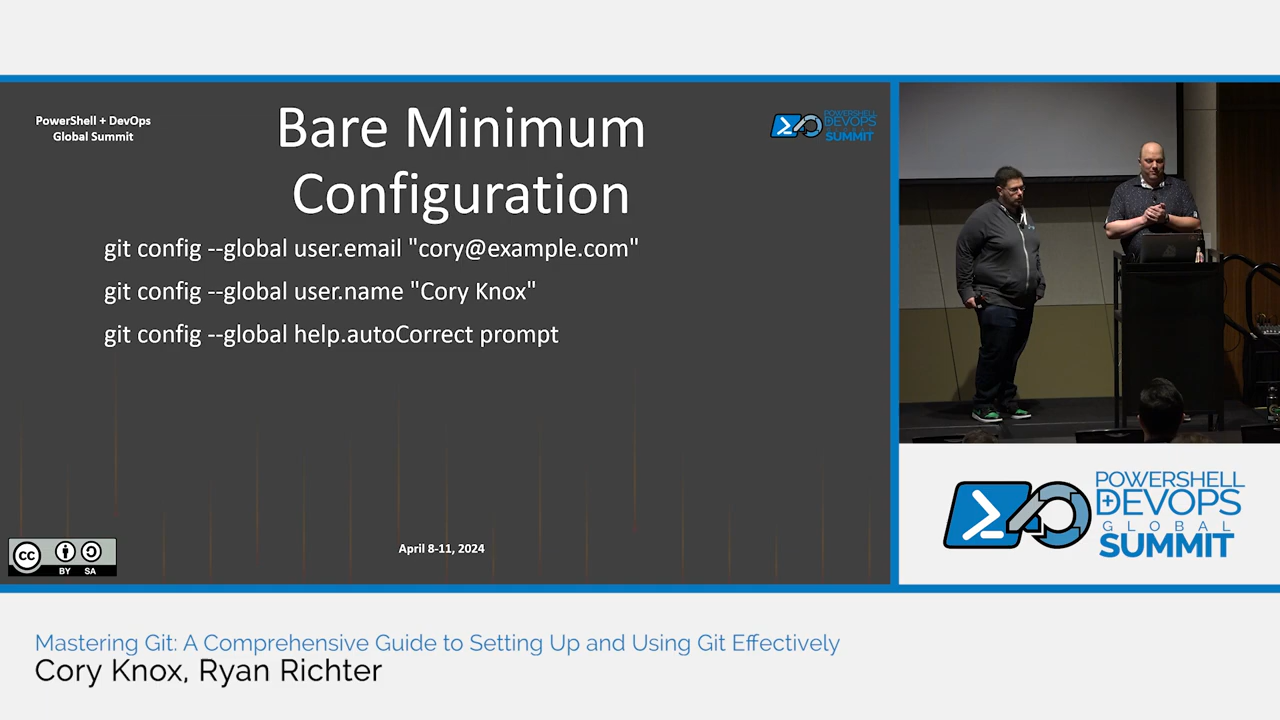 PowerShell + DevOps
Global Summit
Bare Minimum
Configuration
POWERSHELL
DEVOPS
GLOBAL
SUMMIT
git config --global user.email "cory@example.com"
git config --global user.name "Cory Knox"
git config --global help.autoCorrect prompt
April 8-11, 2024
cc
BY SA
POWERSHELL
DEVOPS
GLOBAL
SUMMIT
Mastering Git: A Comprehensive Guide to Setting Up and Using Git Effectively
Cory Knox, Ryan Richter